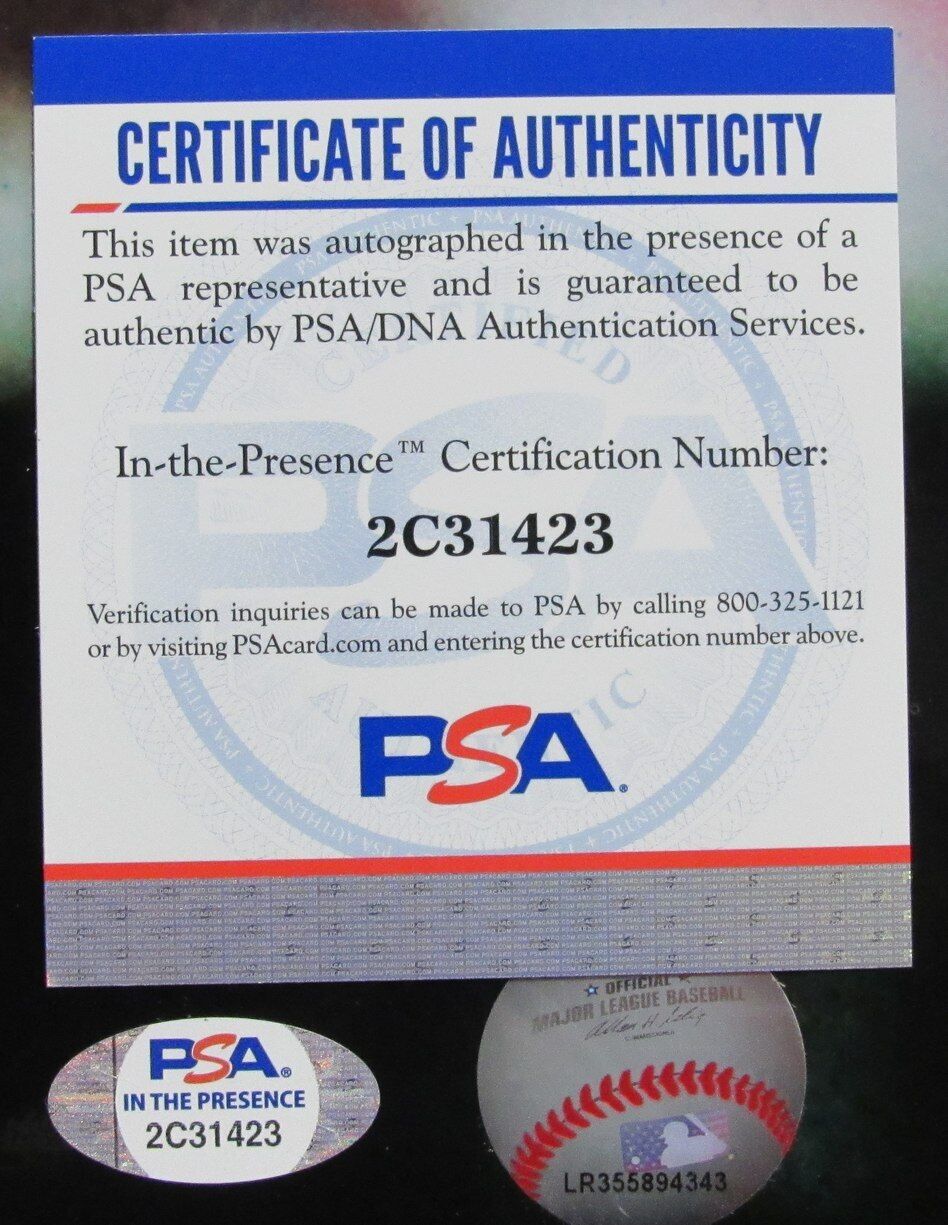 CERTIFICATE OF AUTHENTICITY
This item was autographed in the presence of a
PSA representative and is guaranteed to be
authentic by PSA/DNA Authentication Services.
In-the-Presence™ Certification Number:
2C31423
Verification inquiries can be made to PSA by calling 800-325-1121
or by visiting PSAcard.com and entering the certification number above.
PSA®
OFFICIAL
MAJOR LEAGUE BASEBALL
PSA®
IN THE PRESENCE
2C31423
LR355894343